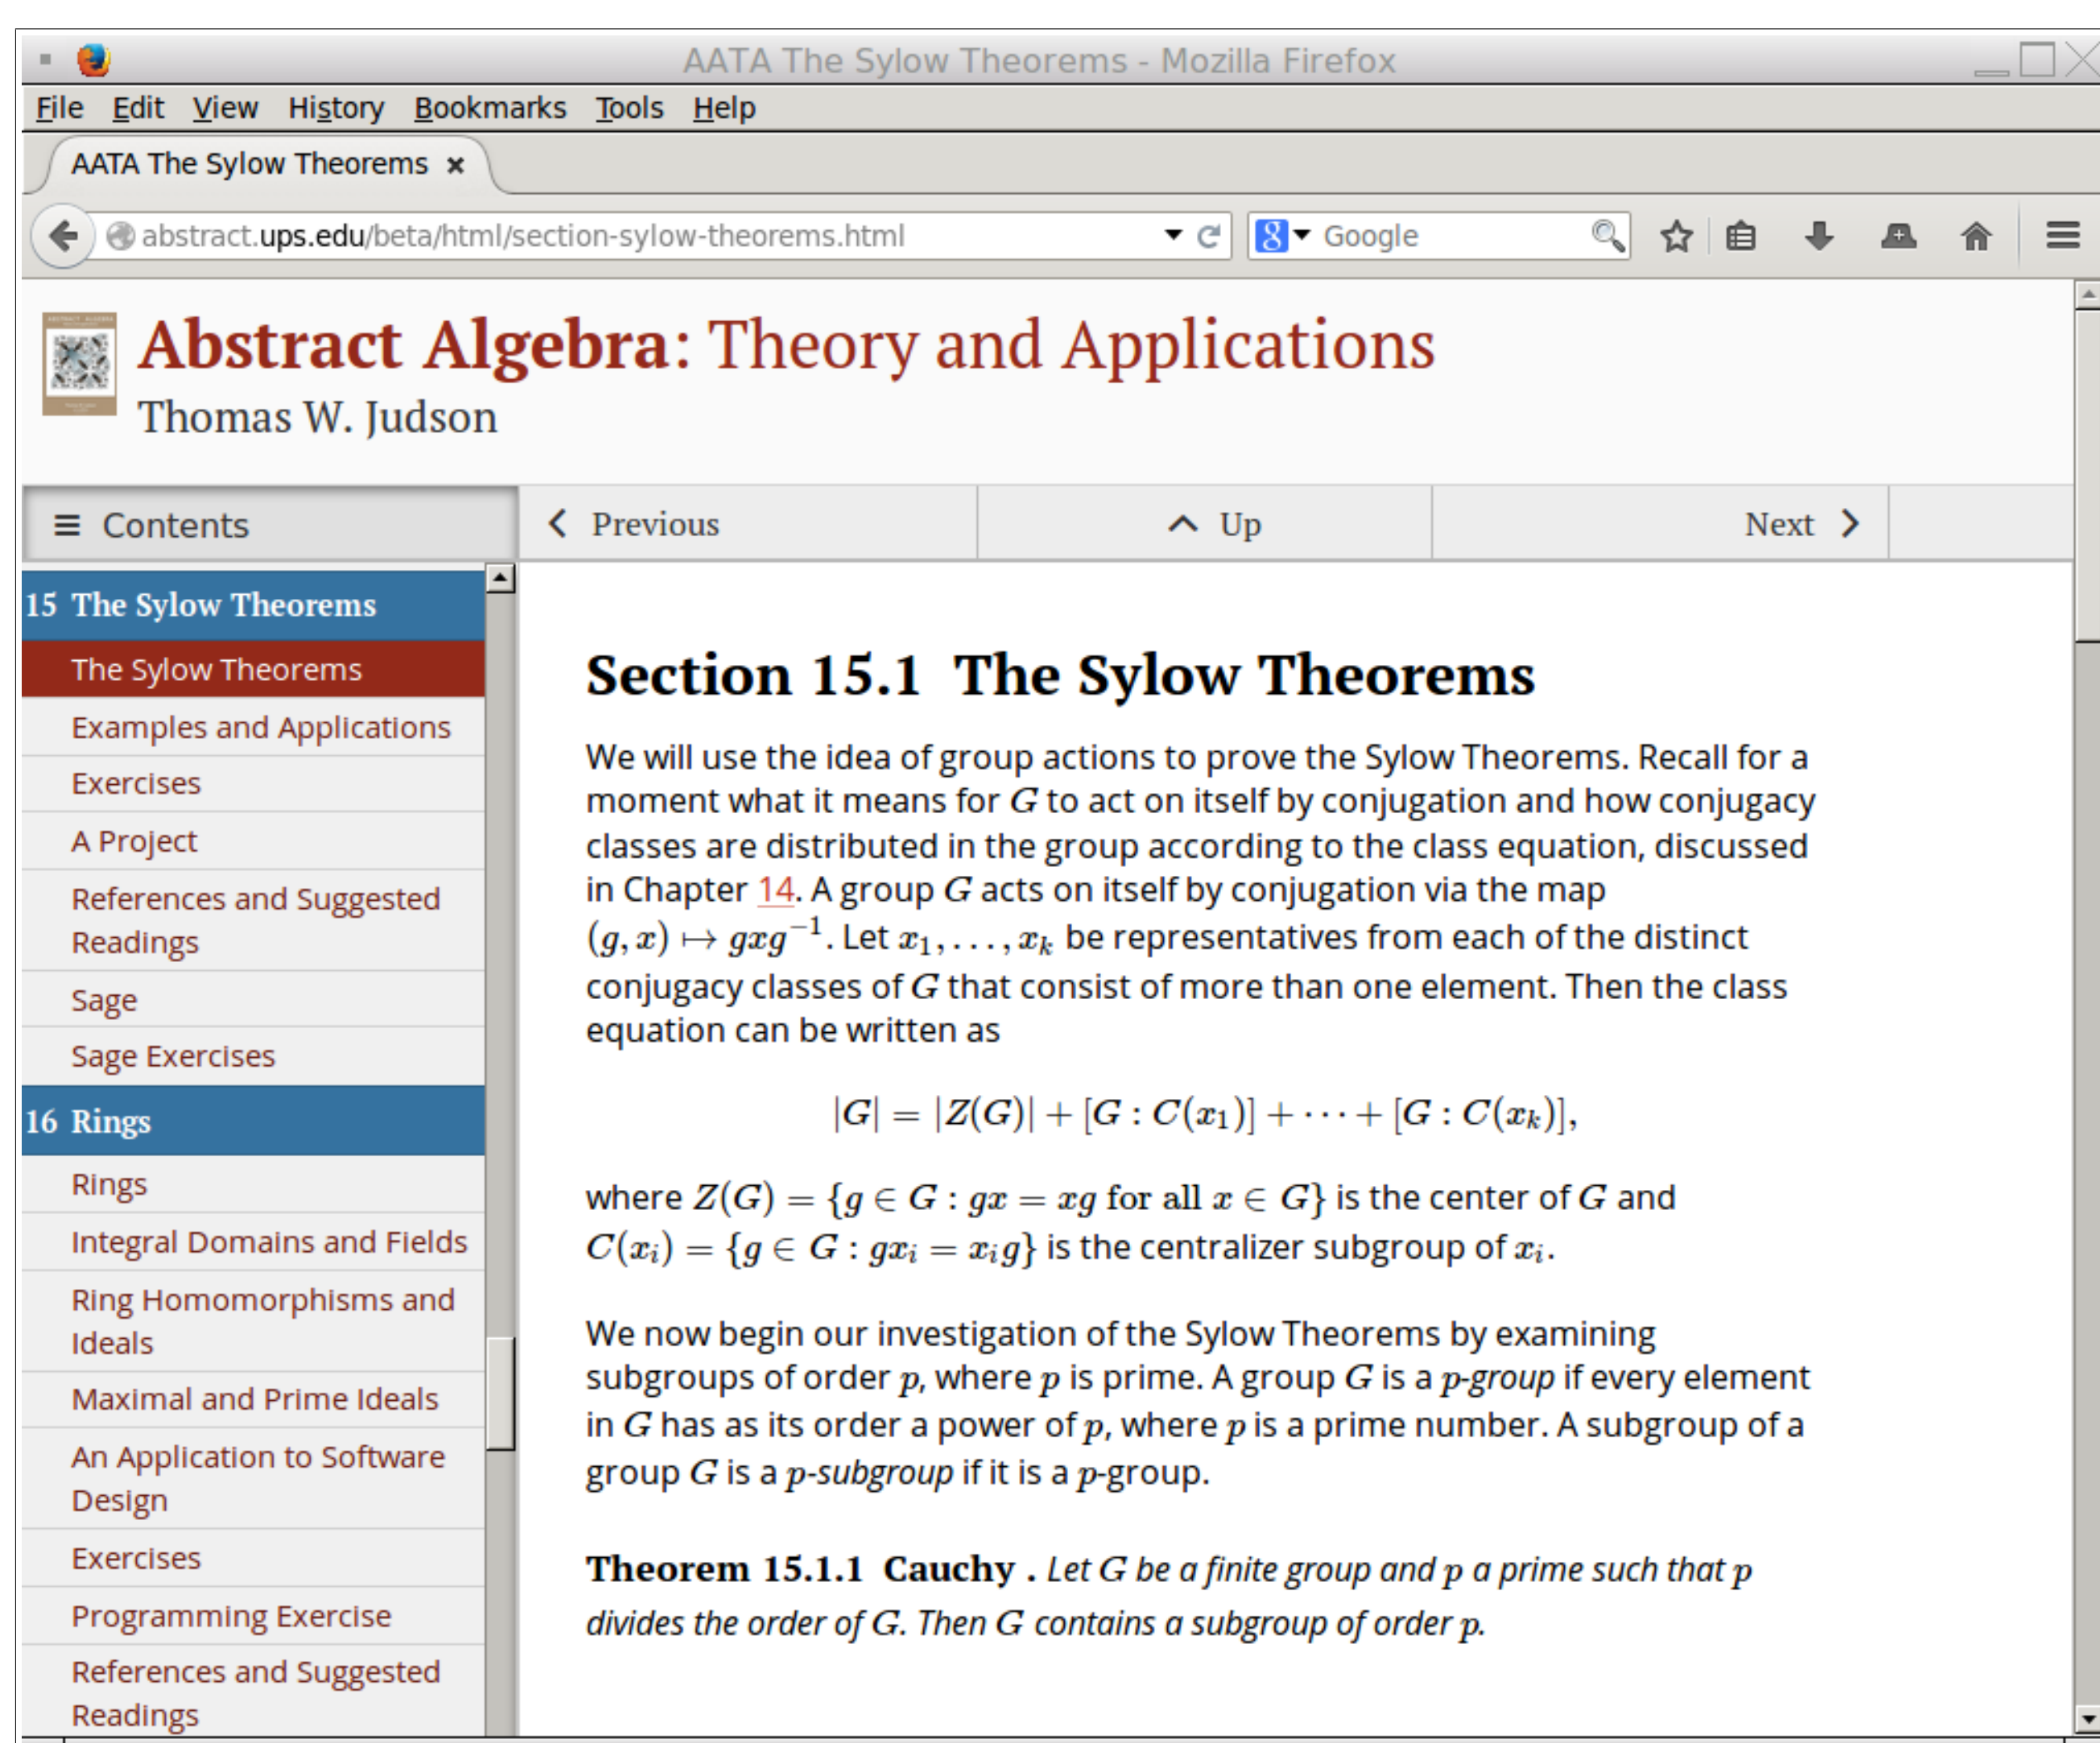 AATA The Sylow Theorems - Mozilla Firefox
File Edit View History Bookmarks Tools Help
AATA The Sylow Theorems
abstract.ups.edu/beta/html/section-sylow-theorems.html
Google
Abstract Algebra: Theory and Applications
Thomas W. Judson
Contents
Previous
Up
Next
15 The Sylow Theorems
The Sylow Theorems
Examples and Applications
Exercises
A Project
References and Suggested
Readings
Sage
Sage Exercises
16 Rings
Rings
Integral Domains and Fields
Ring Homomorphisms and
Ideals
Maximal and Prime Ideals
An Application to Software
Design
Exercises
Programming Exercise
References and Suggested
Readings
Section 15.1 The Sylow Theorems
We will use the idea of group actions to prove the Sylow Theorems. Recall for a
moment what it means for G to act on itself by conjugation and how conjugacy
classes are distributed in the group according to the class equation, discussed
in Chapter 14. A group G acts on itself by conjugation via the map
(g, x) ↦ gxg⁻¹. Let x₁, . . . , xₖ be representatives from each of the distinct
conjugacy classes of G that consist of more than one element. Then the class
equation can be written as
|G| = |Z(G)| + [G : C(x₁)] + · · · + [G : C(xₖ)],
where Z(G) = {g ∈ G : gx = xg for all x ∈ G} is the center of G and
C(xᵢ) = {g ∈ G : gxᵢ = xᵢg} is the centralizer subgroup of xᵢ.
We now begin our investigation of the Sylow Theorems by examining
subgroups of order p, where p is prime. A group G is a p-group if every element
in G has as its order a power of p, where p is a prime number. A subgroup of a
group G is a p-subgroup if it is a p-group.
Theorem 15.1.1 Cauchy . Let G be a finite group and p a prime such that p
divides the order of G. Then G contains a subgroup of order p.